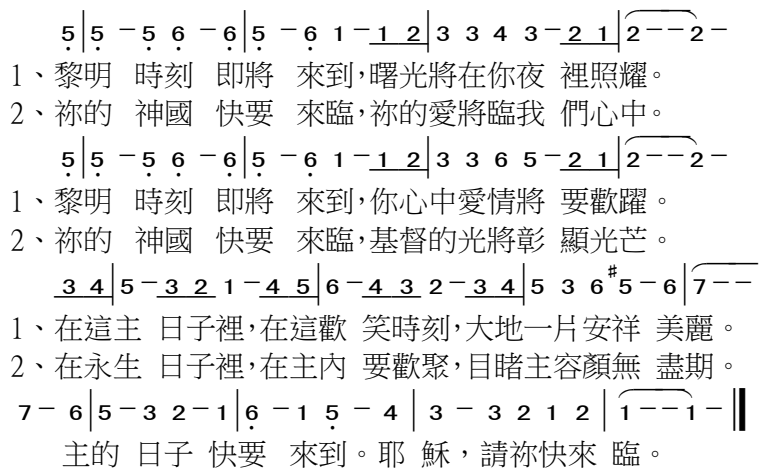 5|5 －5 6 －6|5 －6 1－1 2|3 3 4 3－2 1|2－－2－
1、黎明 時刻 即將 來到，曙光將在你夜 裡照耀。
2、祢的 神國 快要 來臨，祢的愛將臨我 們心中。
5|5 －5 6 －6|5 －6 1－1 2|3 3 6 5－2 1|2－－2－
1、黎明 時刻 即將 來到，你心中愛情將 要歡躍。
2、祢的 神國 快要 來臨，基督的光將彰 顯光芒。
3 4|5－3 2 1－4 5|6－4 3 2－3 4|5 3 6 #5－6|7－－
1、在這主 日子裡，在這歡 笑時刻，大地一片安祥 美麗。
2、在永生 日子裡，在主內 要歡聚，目睹主容顏無 盡期。
7－ 6|5－3 2－1|6 －1 5 － 4 | 3 － 3 2 1 2 | 1－－1－‖
主的 日子 快要 來到。耶 穌，請祢快來 臨。